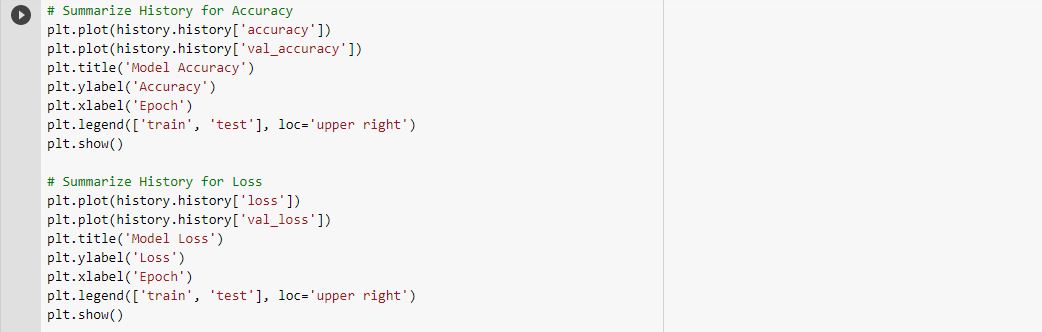 # Summarize History for Accuracy
plt.plot(history.history['accuracy'])
plt.plot(history.history['val_accuracy'])
plt.title('Model Accuracy')
plt.ylabel('Accuracy')
plt.xlabel('Epoch')
plt.legend(['train', 'test'], loc='upper right')
plt.show()

# Summarize History for Loss
plt.plot(history.history['loss'])
plt.plot(history.history['val_loss'])
plt.title('Model Loss')
plt.ylabel('Loss')
plt.xlabel('Epoch')
plt.legend(['train', 'test'], loc='upper right')
plt.show()